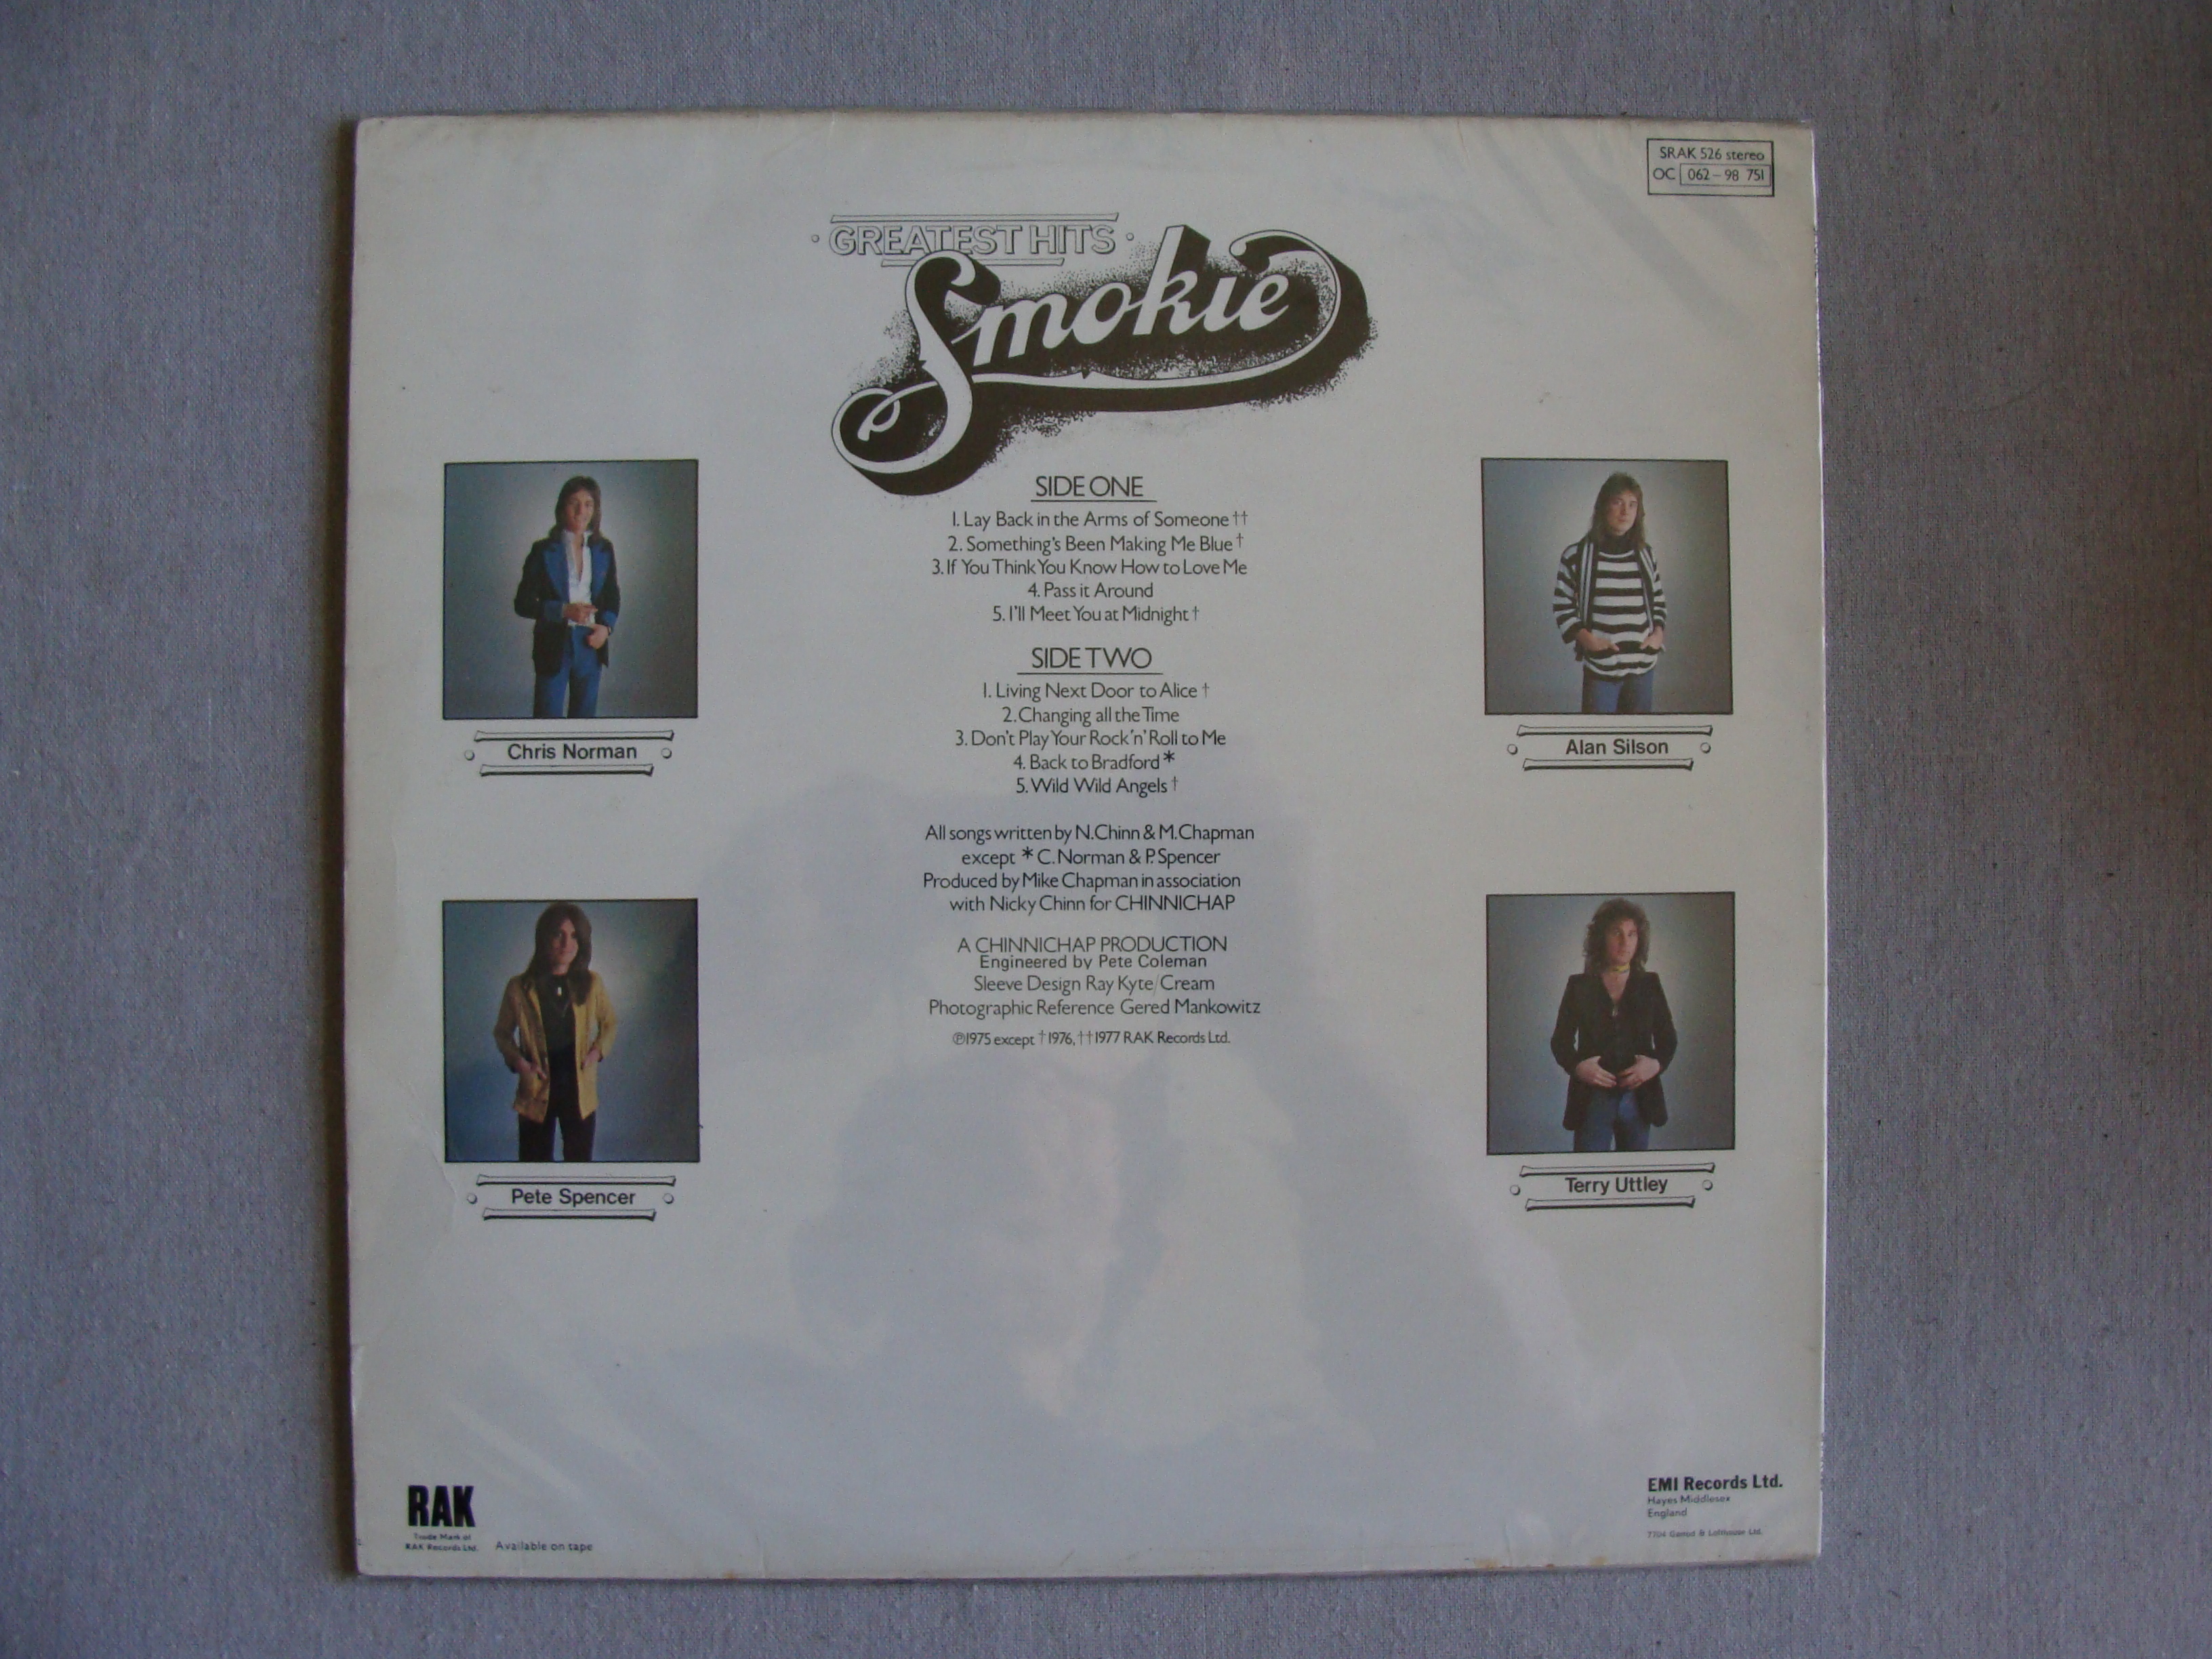 SRAK 526 stereo
OC 062-98 751
· GREATEST HITS ·
Smokie
SIDE ONE
1. Lay Back in the Arms of Someone ††
2. Something's Been Making Me Blue †
3. If You Think You Know How to Love Me
4. Pass it Around
5. I'll Meet You at Midnight †
SIDE TWO
1. Living Next Door to Alice †
2. Changing all the Time
3. Don't Play Your Rock 'n' Roll to Me
4. Back to Bradford *
5. Wild Wild Angels †
All songs written by N.Chinn & M.Chapman
except * C.Norman & P.Spencer
Produced by Mike Chapman in association
with Nicky Chinn for CHINNICHAP
A CHINNICHAP PRODUCTION
Engineered by Pete Coleman
Sleeve Design Ray Kyte/Cream
Photographic Reference Gered Mankowitz
℗1975 except †1976, ††1977 RAK Records Ltd.
Chris Norman
Alan Silson
Pete Spencer
Terry Uttley
RAK
Trade Mark of
RAK Records Ltd.
Available on tape
EMI Records Ltd.
Hayes Middlesex
England
7704 Garrod & Lofthouse Ltd.